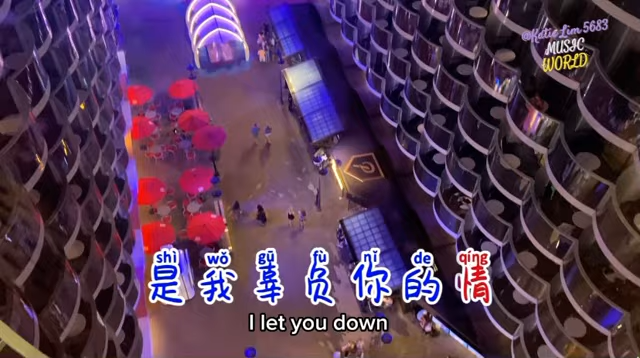 @Katie Lim 5683
MUSIC
WORLD
shì wǒ gū fù nǐ de qíng
是我辜负你的情
I let you down